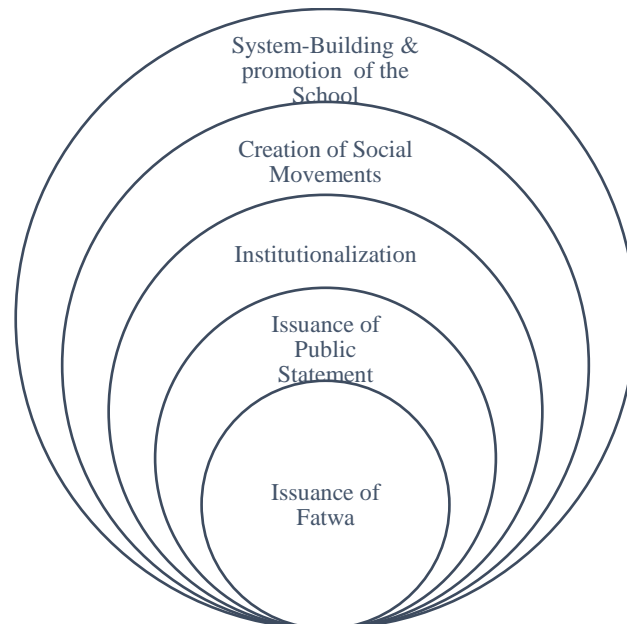 System-Building &
promotion of the
School
Creation of Social
Movements
Institutionalization
Issuance of
Public
Statement
Issuance of
Fatwa